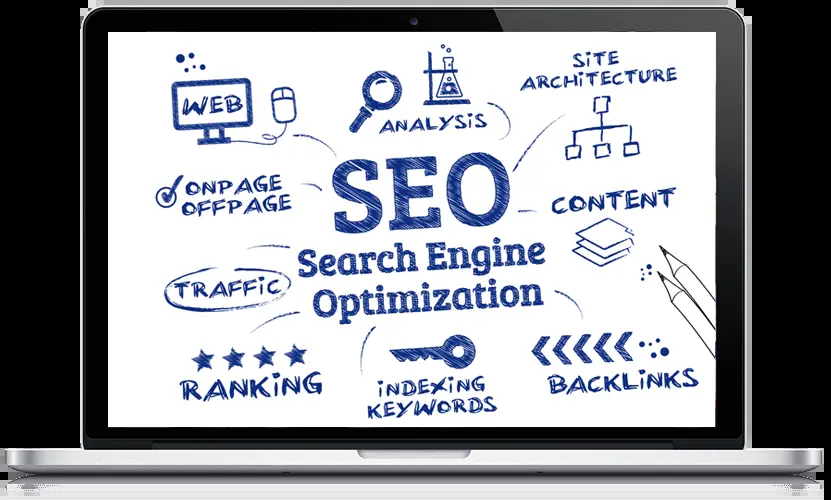 WEB
ANALYSIS
SITE
ARCHITECTURE
ONPAGE
OFFPAGE
SEO
Search Engine
Optimization
CONTENT
TRAFFIC
RANKING
INDEXING
KEYWORDS
BACKLINKS